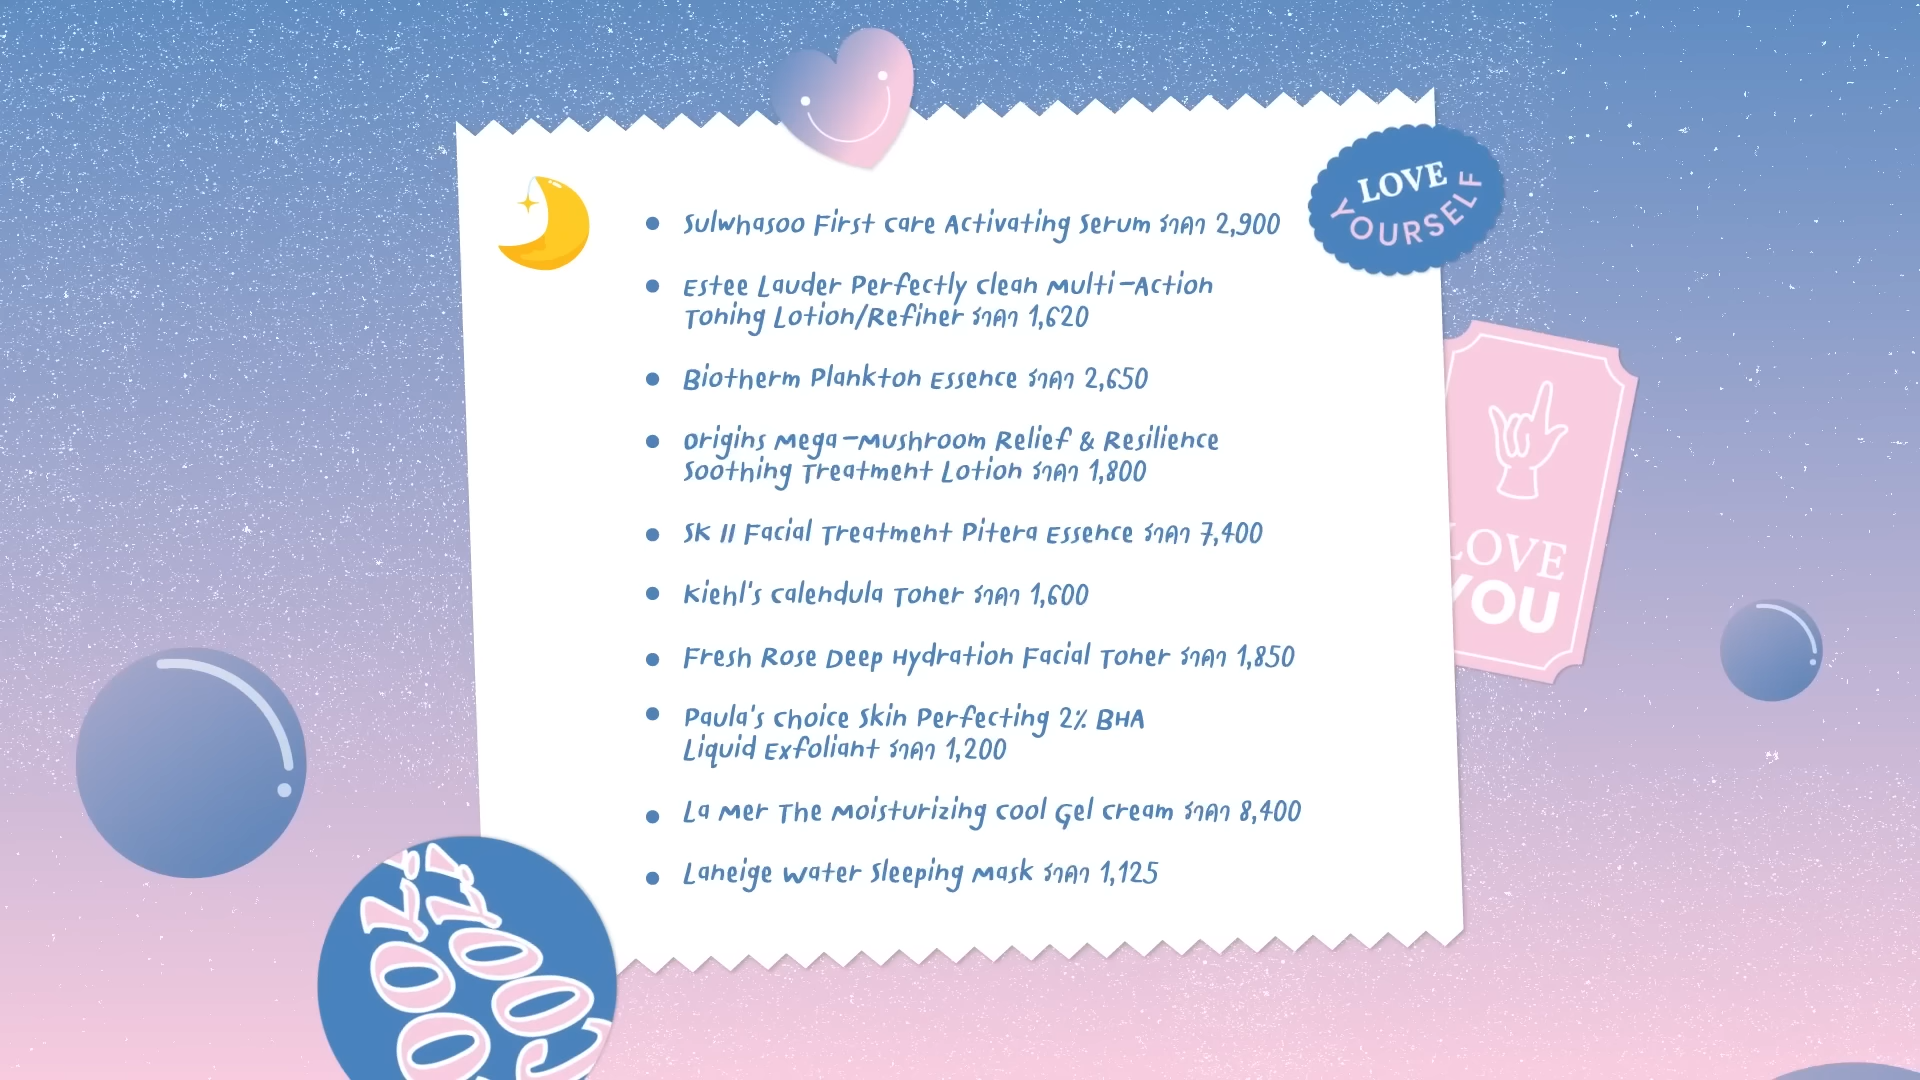 LOVE
YOURSELF
Sulwhasoo First care Activating Serum ราคา 2,900
Estee Lauder Perfectly clean Multi-Action
Toning Lotion/Refiner ราคา 1,620
Biotherm Plankton Essence ราคา 2,650
Origins Mega-Mushroom Relief & Resilience
Soothing Treatment Lotion ราคา 1,800
SK II Facial Treatment Pitera Essence ราคา 7,400
Kiehl's Calendula Toner ราคา 1,600
Fresh Rose Deep Hydration Facial Toner ราคา 1,850
Paula's Choice Skin Perfecting 2% BHA
Liquid Exfoliant ราคา 1,200
La Mer The Moisturizing Cool Gel Cream ราคา 8,400
Laneige Water Sleeping Mask ราคา 1,125
LOVE
YOU